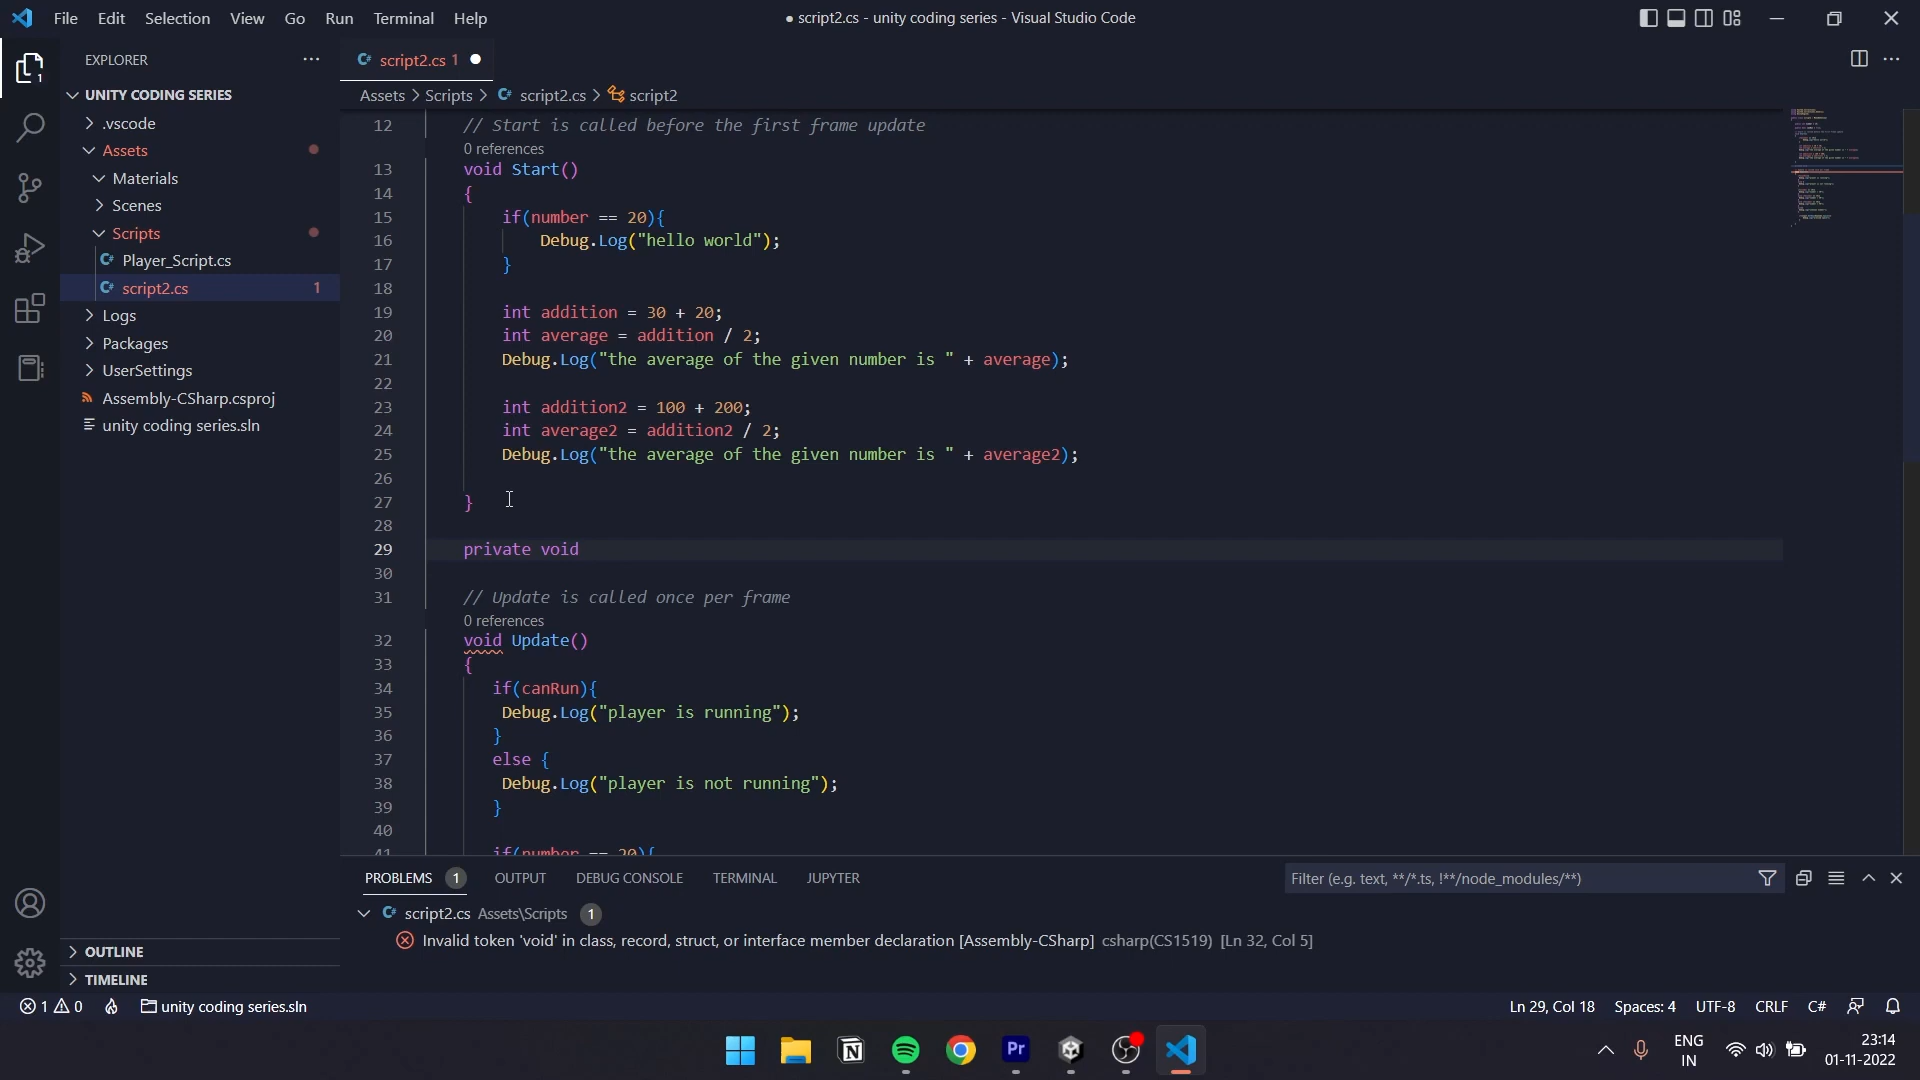 File Edit Selection View Go Run Terminal Help
● script2.cs - unity coding series - Visual Studio Code
EXPLORER
UNITY CODING SERIES
.vscode
Assets
Materials
Scenes
Scripts
C# Player_Script.cs
C# script2.cs 1
Logs
Packages
UserSettings
Assembly-CSharp.csproj
unity coding series.sln
OUTLINE
TIMELINE
C# script2.cs 1
Assets > Scripts > C# script2.cs > script2
12 // Start is called before the first frame update
0 references
13 void Start()
14 {
15 if(number == 20){
16 Debug.Log("hello world");
17 }
18
19 int addition = 30 + 20;
20 int average = addition / 2;
21 Debug.Log("the average of the given number is " + average);
22
23 int addition2 = 100 + 200;
24 int average2 = addition2 / 2;
25 Debug.Log("the average of the given number is " + average2);
26
27 }
28
29 private void
30
31 // Update is called once per frame
0 references
32 void Update()
33 {
34 if(canRun){
35 Debug.Log("player is running");
36 }
37 else {
38 Debug.Log("player is not running");
39 }
40
41 if(number == 20){
PROBLEMS 1 OUTPUT DEBUG CONSOLE TERMINAL JUPYTER
Filter (e.g. text, **/*.ts, !**/node_modules/**)
C# script2.cs Assets\Scripts 1
Invalid token 'void' in class, record, struct, or interface member declaration [Assembly-CSharp] csharp(CS1519) [Ln 32, Col 5]
1 0 unity coding series.sln
Ln 29, Col 18 Spaces: 4 UTF-8 CRLF C#
N
Pr
ENG
IN
23:14
01-11-2022